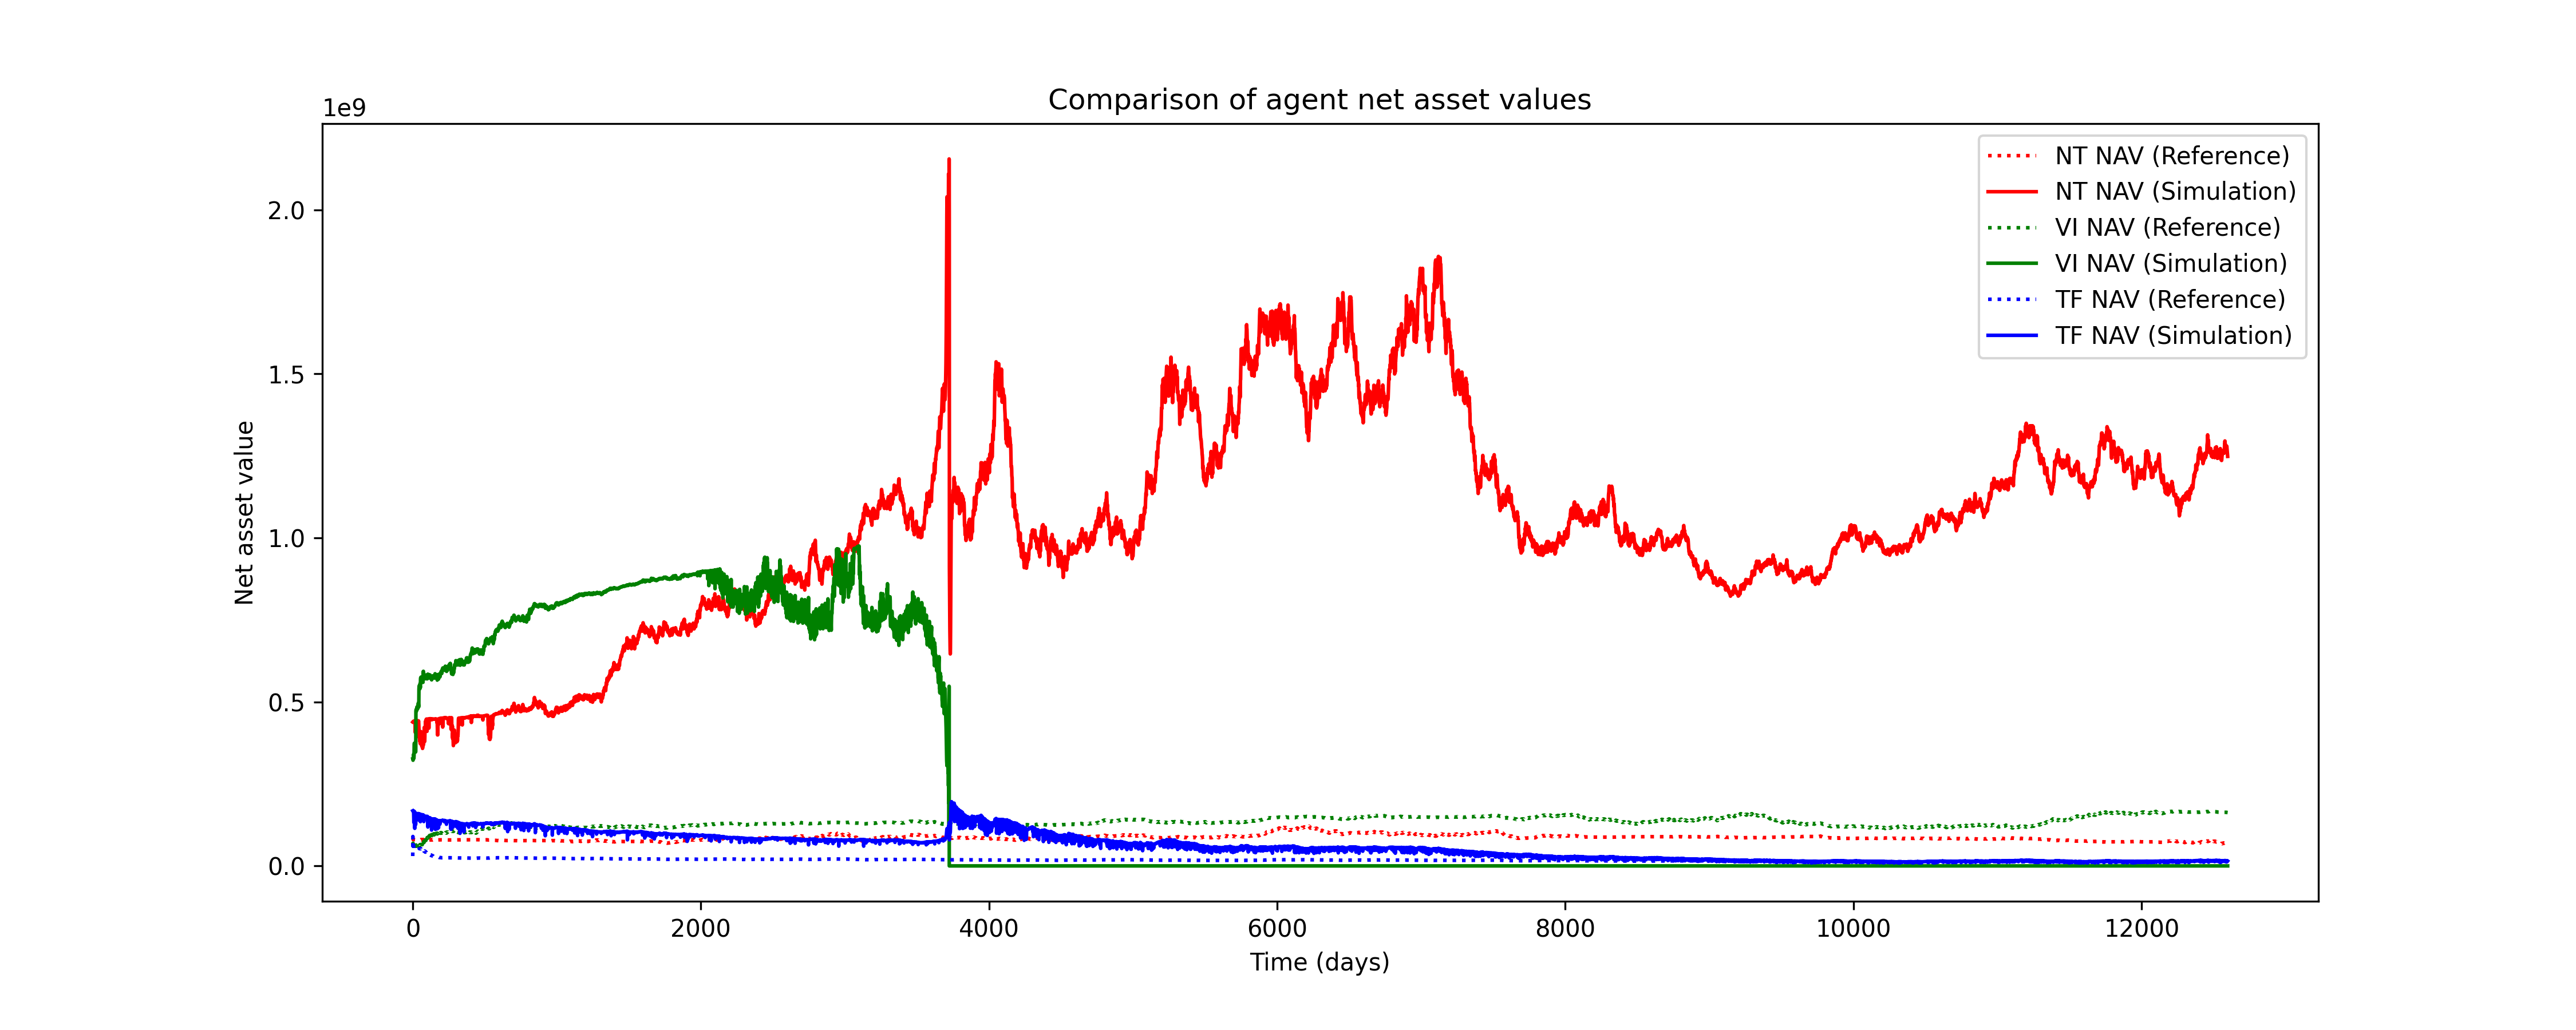 Comparison of agent net asset values
1e9
2.0
1.5
1.0
0.5
0.0
Net asset value
0
2000
4000
6000
8000
10000
12000
Time (days)
NT NAV (Reference)
NT NAV (Simulation)
VI NAV (Reference)
VI NAV (Simulation)
TF NAV (Reference)
TF NAV (Simulation)